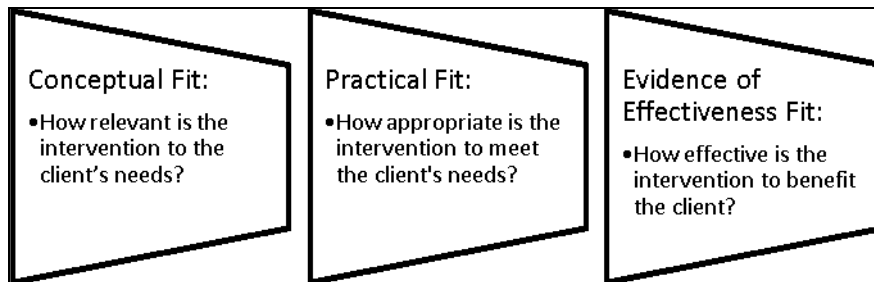 Conceptual Fit:
•How relevant is the
intervention to the
client’s needs?
Practical Fit:
•How appropriate is the
intervention to meet
the client's needs?
Evidence of
Effectiveness Fit:
•How effective is the
intervention to benefit
the client?